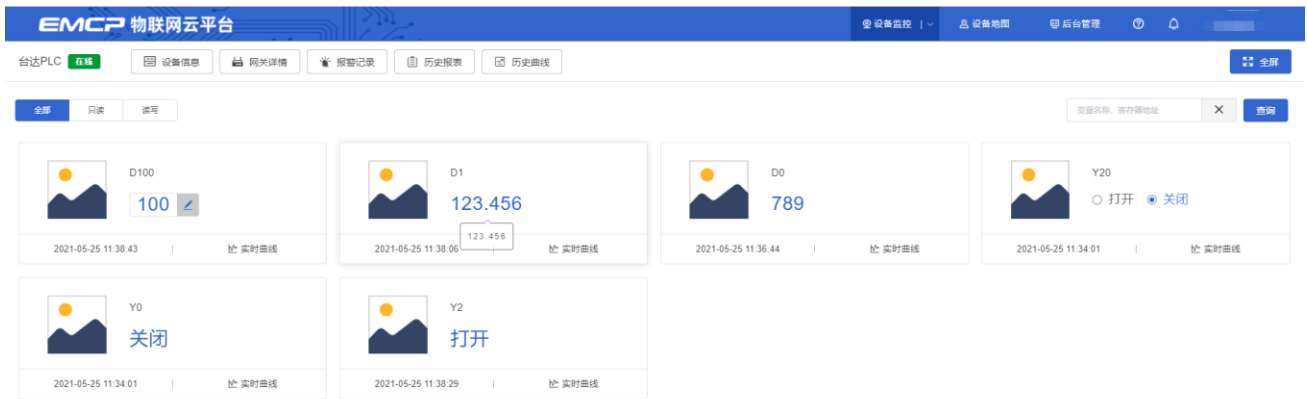 EMCP 物联网云平台 设备监控 设备地图 后台管理
台达PLC 在线 设备信息 网关详情 报警记录 历史报表 历史曲线 全屏
全部 只读 读写 变量名称、寄存器地址 查询
D100
100
2021-05-25 11:38:43 实时曲线
D1
123.456
123.456
2021-05-25 11:38:06 实时曲线
D0
789
2021-05-25 11:36:44 实时曲线
Y20
打开 关闭
2021-05-25 11:34:01 实时曲线
Y0
关闭
2021-05-25 11:34:01 实时曲线
Y2
打开
2021-05-25 11:38:29 实时曲线